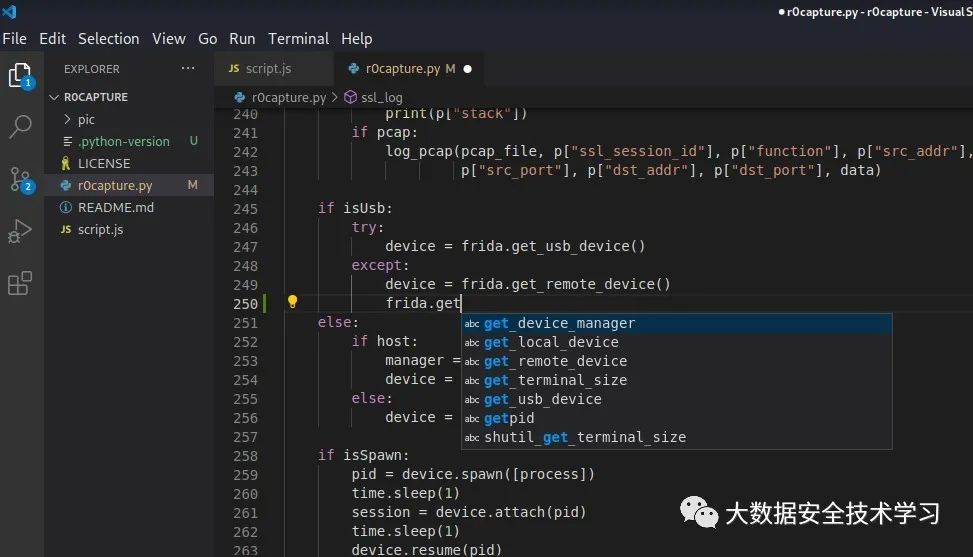 r0capture.py - r0capture - Visual S
File Edit Selection View Go Run Terminal Help
EXPLORER
R0CAPTURE
pic
.python-version U
LICENSE
r0capture.py M
README.md
JS script.js
1
2
JS script.js
r0capture.py M
r0capture.py > ssl_log
240 print(p["stack"])
241 if pcap:
242 log_pcap(pcap_file, p["ssl_session_id"], p["function"], p["src_addr"],
243 p["src_port"], p["dst_addr"], p["dst_port"], data)
244
245 if isUsb:
246 try:
247 device = frida.get_usb_device()
248 except:
249 device = frida.get_remote_device()
250 frida.get
251 else:
252 if host:
253 manager =
254 device =
255 else:
256 device =
257
258 if isSpawn:
259 pid = device.spawn([process])
260 time.sleep(1)
261 session = device.attach(pid)
262 time.sleep(1)
263 device.resume(pid)
abc get_device_manager
abc get_local_device
abc get_remote_device
abc get_terminal_size
abc get_usb_device
abc getpid
abc shutil_get_terminal_size
大数据安全技术学习